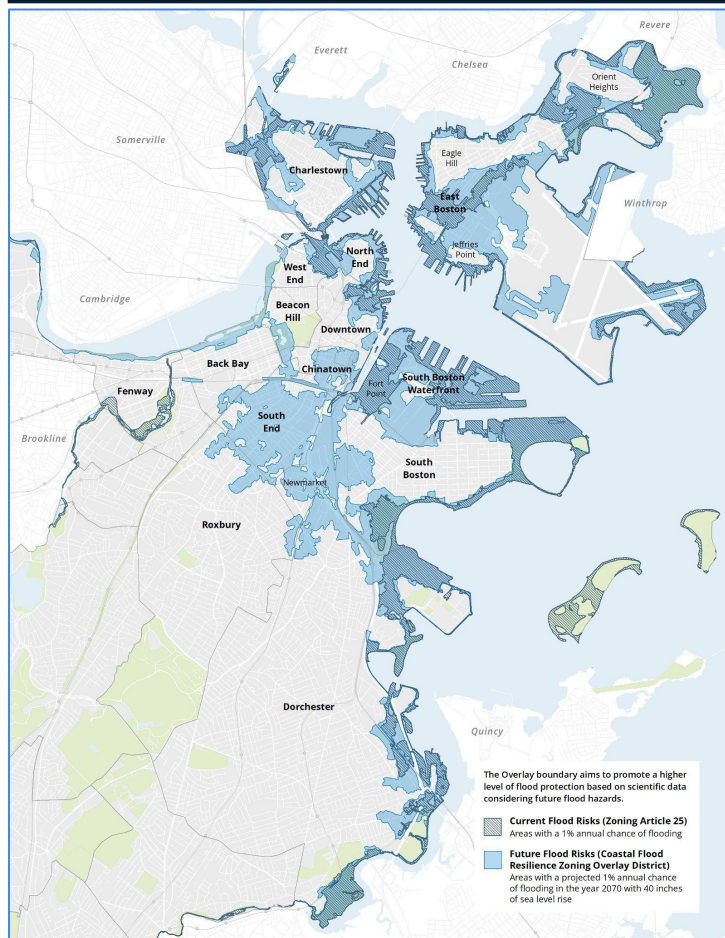 Revere
Everett
Chelsea
Orient
Heights
Somerville
Eagle
Hill
Charlestown
East
Boston
Winthrop
Jeffries
Point
North
End
West
End
Cambridge
Beacon
Hill
Downtown
Back Bay
Chinatown
Fenway
Fort
Point
South Boston
Waterfront
South
End
Brookline
South
Boston
Newmarket
Roxbury
Dorchester
Quincy
The Overlay boundary aims to promote a higher
level of flood protection based on scientific data
considering future flood hazards.
Current Flood Risks (Zoning Article 25)
Areas with a 1% annual chance of flooding
Future Flood Risks (Coastal Flood
Resilience Zoning Overlay District)
Areas with a projected 1% annual chance
of flooding in the year 2070 with 40 inches
of sea level rise